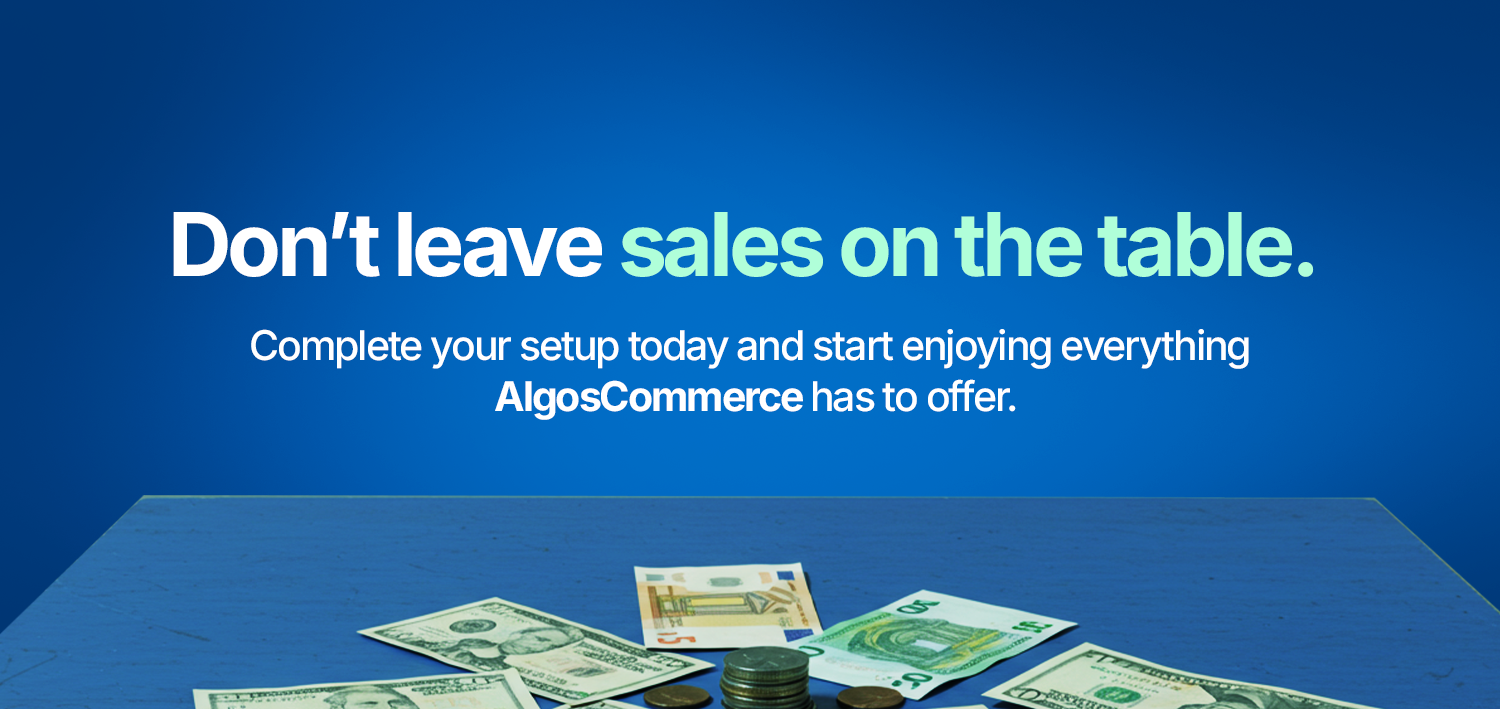 Don’t leave sales on the table.
Complete your setup today and start enjoying everything
AlgosCommerce has to offer.